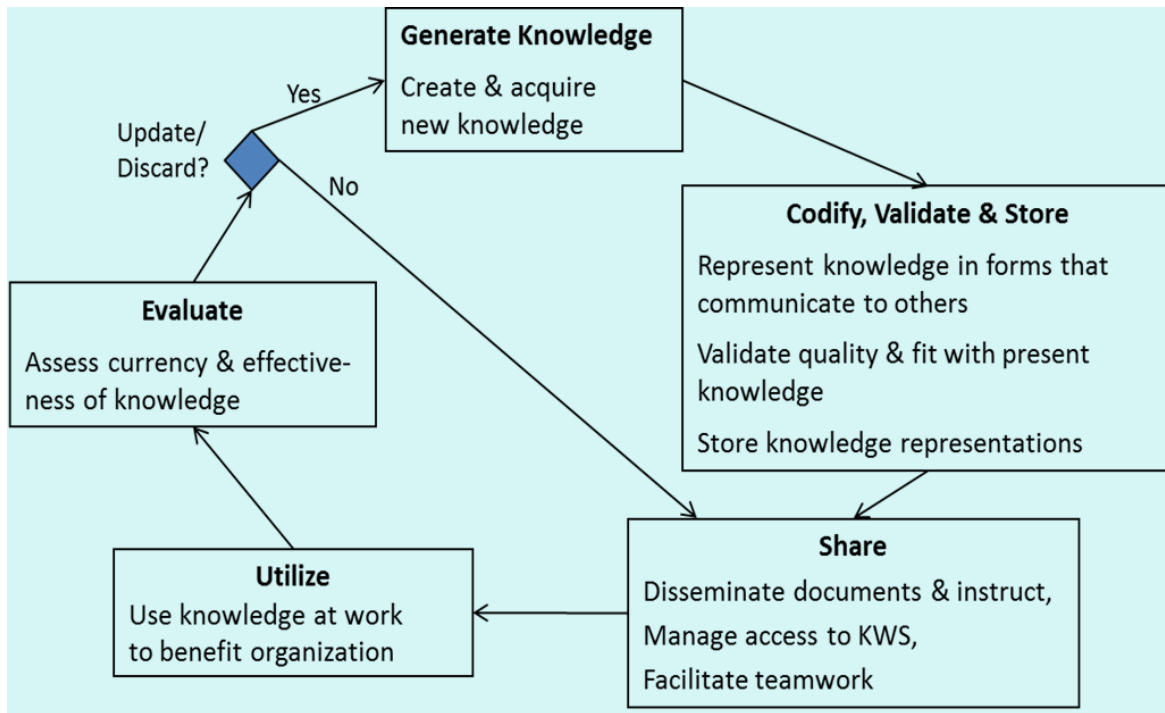 Generate Knowledge
Create & acquire
new knowledge
Yes
Update/
Discard?
No
Codify, Validate & Store
Represent knowledge in forms that
communicate to others
Validate quality & fit with present
knowledge
Store knowledge representations
Evaluate
Assess currency & effective-
ness of knowledge
Share
Disseminate documents & instruct,
Manage access to KWS,
Facilitate teamwork
Utilize
Use knowledge at work
to benefit organization